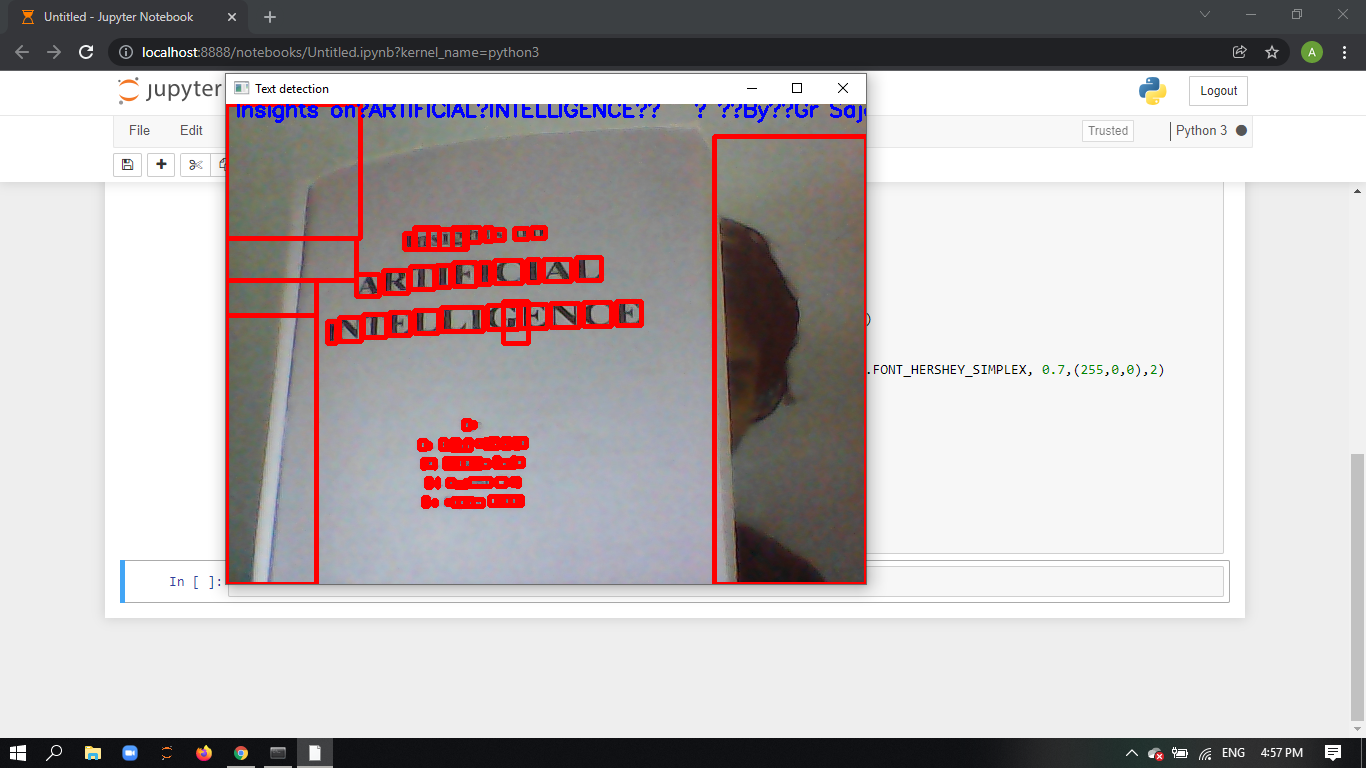 Untitled - Jupyter Notebook
localhost:8888/notebooks/Untitled.ipynb?kernel_name=python3
A
jupyter
Logout
Text detection
File Edit
Trusted
Python 3
Insights on?ARTIFICIAL?INTELLIGENCE?? ? ??By??Gr Saj
ARTIFICIAL
INTELLIGENCE
)
.FONT_HERSHEY_SIMPLEX, 0.7,(255,0,0),2)
In [ ]:
ENG 4:57 PM